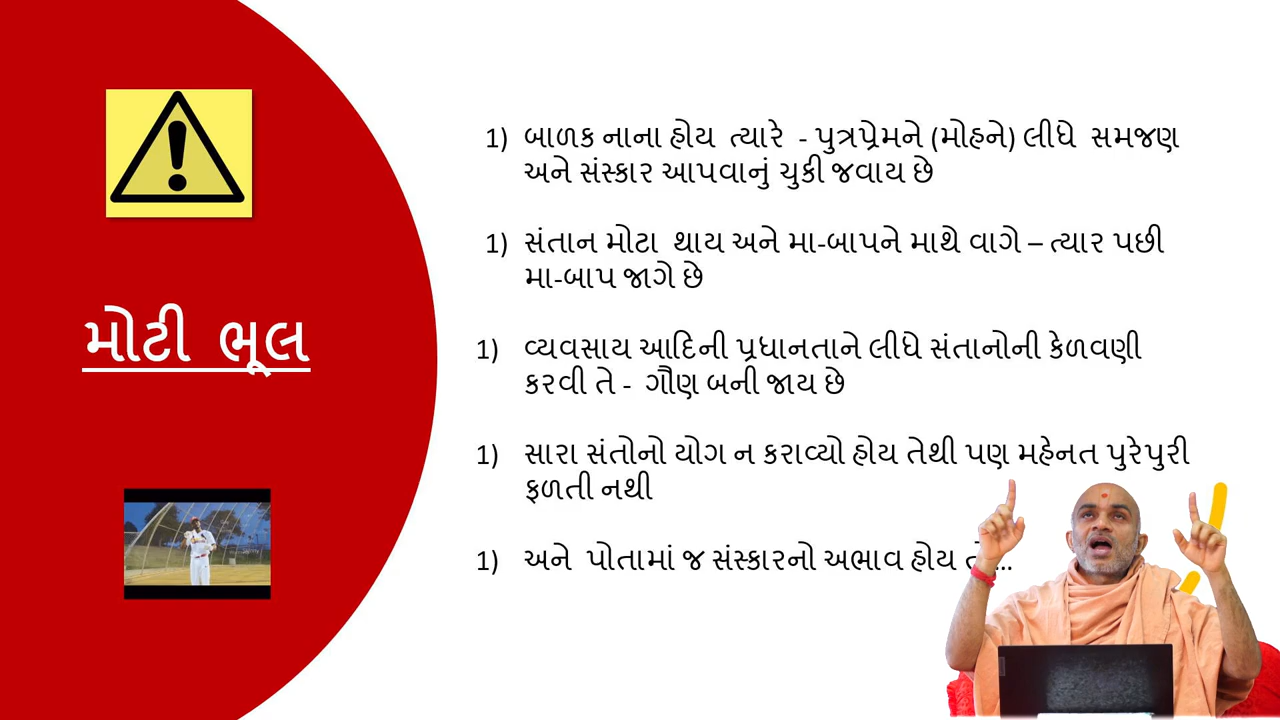 મોટી ભૂલ
1) બાળક નાના હોય ત્યારે - પુત્રપ્રેમને (મોહને) લીધે સમજણ
અને સંસ્કાર આપવાનું ચુકી જવાય છે
1) સંતાન મોટા થાય અને મા-બાપને માથે વાગે – ત્યાર પછી
મા-બાપ જાગે છે
1) વ્યવસાય આદિની પ્રધાનતાને લીધે સંતાનોની કેળવણી
કરવી તે - ગૌણ બની જાય છે
1) સારા સંતોનો યોગ ન કરાવ્યો હોય તેથી પણ મહેનત પુરેપુરી
ફળતી નથી
1) અને પોતામાં જ સંસ્કારનો અભાવ હોય ...